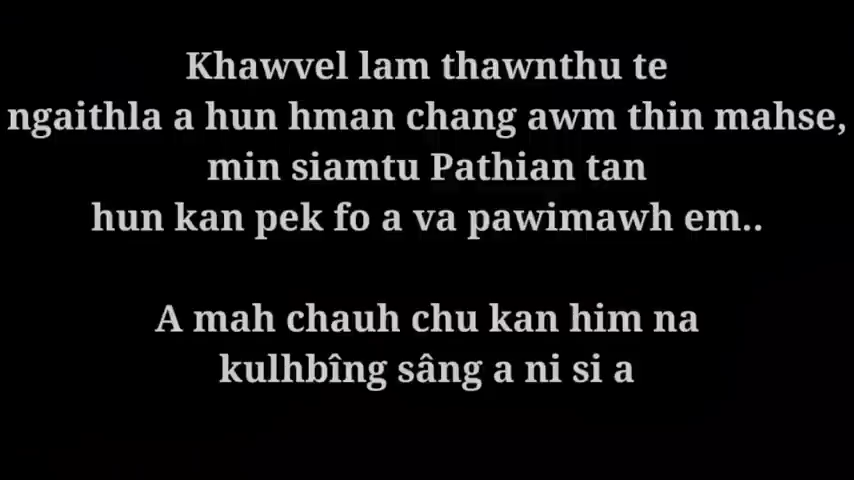 Khawvel lam thawnthu te
ngaithla a hun hman chang awm thin mahse,
min siamtu Pathian tan
hun kan pek fo a va pawimawh em..
A mah chauh chu kan him na
kulhbîng sâng a ni si a